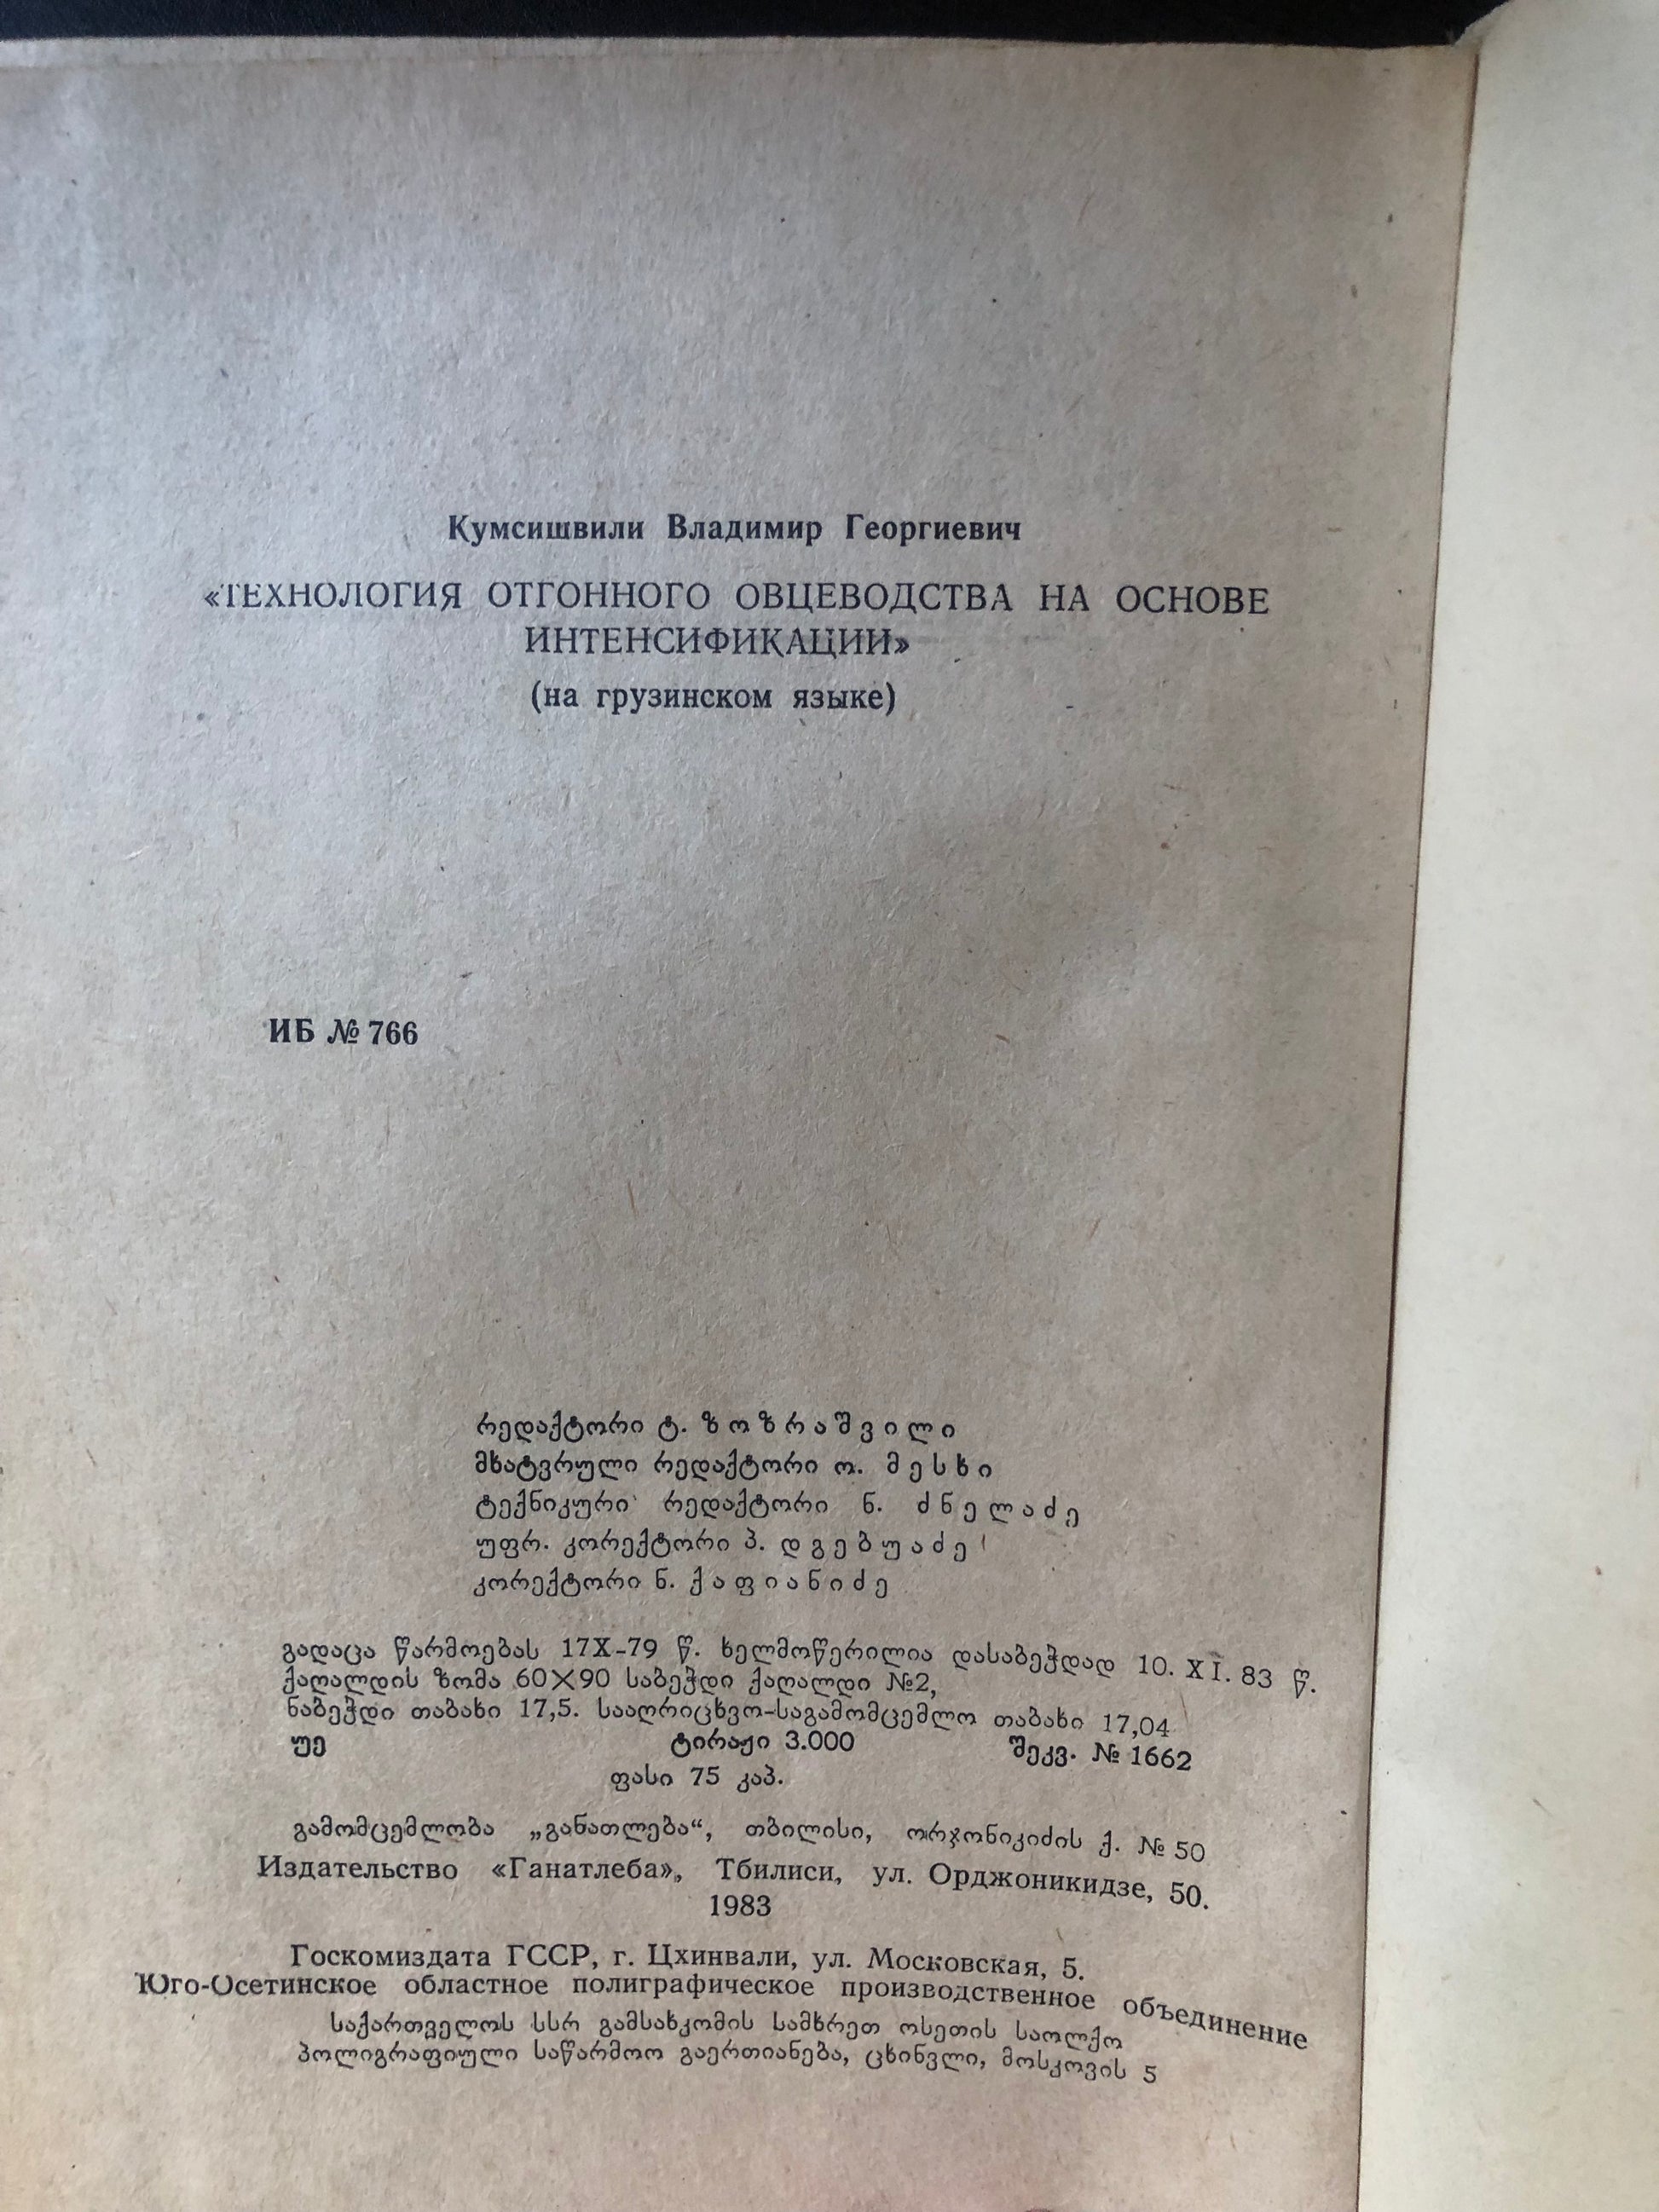 Кумсишвили Владимир Георгиевич
«ТЕХНОЛОГИЯ ОТГОННОГО ОВЦЕВОДСТВА НА ОСНОВЕ
ИНТЕНСИФИКАЦИИ»
(на грузинском языке)
ИБ № 766
რედაქტორი ტ. ზოზრაშვილი
მხატვრული რედაქტორი ო. მესხი
ტექნიკური რედაქტორი ნ. ძნელაძე
უფრ. კორექტორი პ. დგებუაძე
კორექტორი ნ. ქაფიანიძე
გადაცა წარმოებას 17X-79 წ. ხელმოწერილია დასაბეჭდად 10. XI. 83 წ.
ქაღალდის ზომა 60×90 საბეჭდი ქაღალდი №2,
ნაბეჭდი თაბახი 17,5. სააღრიცხვო-საგამომცემლო თაბახი 17,04
უე ტირაჟი 3.000 შეკვ. № 1662
ფასი 75 კაპ.
გამომცემლობა „განათლება“, თბილისი, ორჯონიკიძის ქ. № 50
Издательство «Ганатлеба», Тбилиси, ул. Орджоникидзе, 50.
1983
Госкомиздата ГССР, г. Цхинвали, ул. Московская, 5.
Юго-Осетинское областное полиграфическое производственное объединение
საქართველოს სსრ გამსახკომის სამხრეთ ოსეთის საოლქო
პოლიგრაფიული საწარმოო გაერთიანება, ცხინვლი, მოსკოვის 5